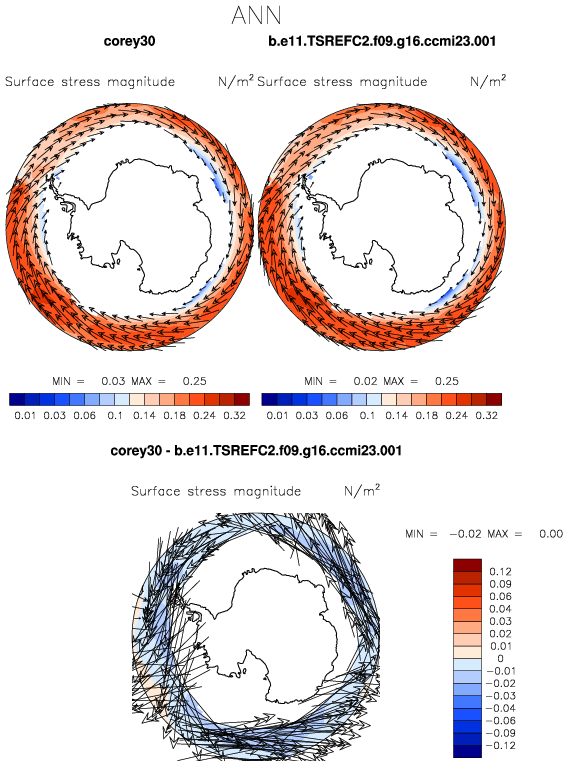 ANN
corey30 b.e11.TSREFC2.f09.g16.ccmi23.001
Surface stress magnitude N/m² Surface stress magnitude N/m²
MIN = 0.03 MAX = 0.25 MIN = 0.02 MAX = 0.25
0.01 0.03 0.06 0.1 0.14 0.18 0.24 0.32 0.01 0.03 0.06 0.1 0.14 0.18 0.24 0.32
corey30 - b.e11.TSREFC2.f09.g16.ccmi23.001
Surface stress magnitude N/m²
MIN = −0.02 MAX = 0.00
0.12
0.09
0.06
0.04
0.03
0.02
0.01
0
−0.01
−0.02
−0.03
−0.04
−0.06
−0.09
−0.12